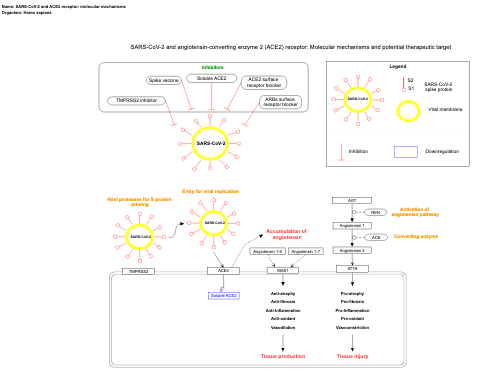 Name: SARS-CoV-2 and ACE2 receptor: molecular mechanisms
Organism: Homo sapiens
SARS-CoV-2 and angiotensin-converting enzyme 2 (ACE2) receptor: Molecular mechanisms and potential therapeutic target
Inhibitors
Spike vaccine
Soluble ACE2
ACE2 surface
receptor blocker
TMPRSS2 inhibitor
ARBs surface
receptor blocker
SARS-CoV-2
Legend
S2
S1
SARS-CoV-2
spike protein
SARS-CoV-2
Viral membrane
Inhibition
Downregulation
Host proteases for S protein
priming
Entry for viral replication
SARS-CoV-2
SARS-CoV-2
Accumulation of
angiotensin
Angiotensin 1-9
Angiotensin 1-7
AGT
REN
Activation of
angiotensin pathway
Angiotensin 1
ACE
Converting enzyme
Angiotensin 2
TMPRSS2
ACE2
MAS1
AT1R
Soluble ACE2
Anti-atrophy
Anti-fibrosis
Anti-inflammation
Anti-oxidant
Vasodilation
Tissue production
Pro-atrophy
Pro-fibrosis
Pro-inflammation
Pro-oxidant
Vasoconstriction
Tissue injury